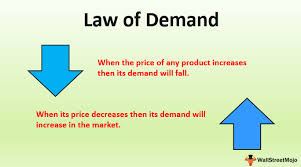 Law of Demand
When the price of any product increases
then its demand will fall.
When its price decreases then its demand will
increase in the market.
WallStreetMojo